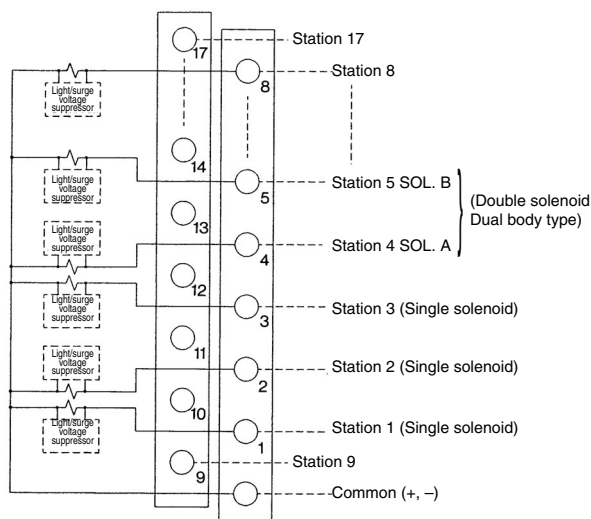 17
Station 17
8
Station 8
Light/surge
voltage
suppressor
14
Light/surge
voltage
suppressor
5
Station 5 SOL. B
(Double solenoid
Dual body type)
13
Light/surge
voltage
suppressor
4
Station 4 SOL. A
12
Light/surge
voltage
suppressor
3
Station 3 (Single solenoid)
11
Light/surge
voltage
suppressor
2
Station 2 (Single solenoid)
10
Light/surge
voltage
suppressor
1
Station 1 (Single solenoid)
9
Station 9
Common (+, –)